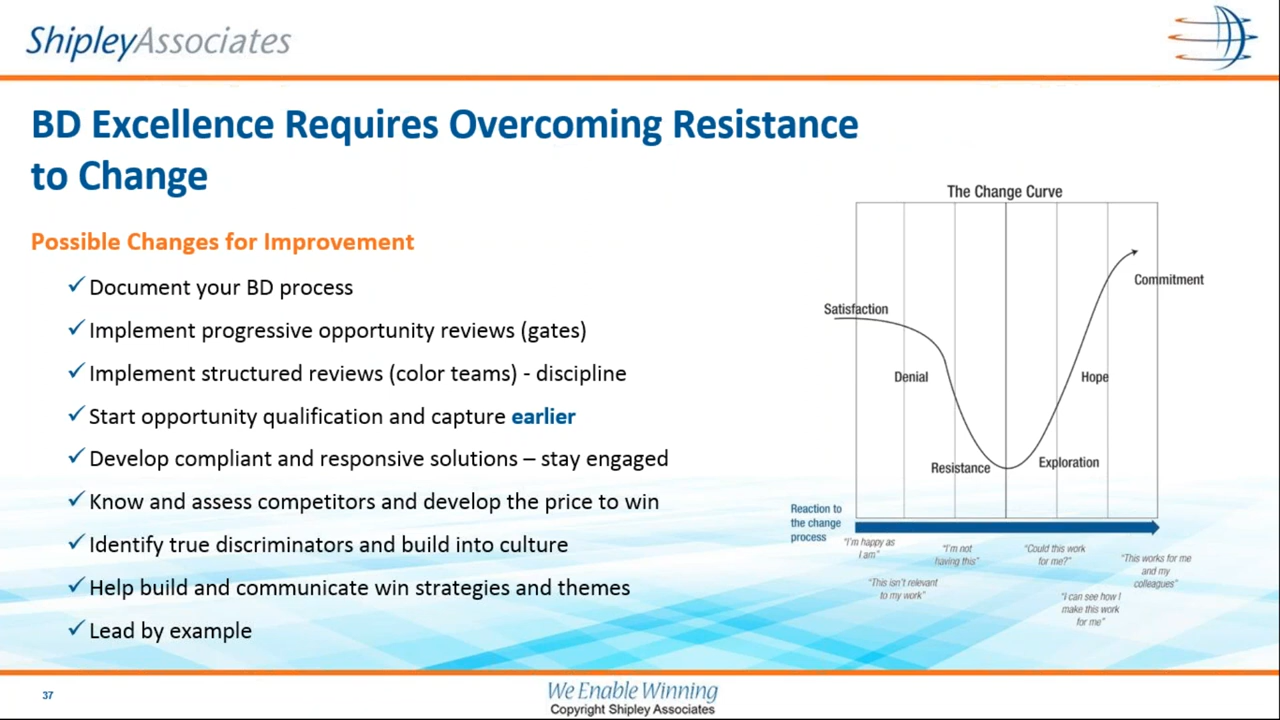 ShipleyAssociates
BD Excellence Requires Overcoming Resistance
to Change
Possible Changes for Improvement
Document your BD process
Implement progressive opportunity reviews (gates)
Implement structured reviews (color teams) - discipline
Start opportunity qualification and capture earlier
Develop compliant and responsive solutions – stay engaged
Know and assess competitors and develop the price to win
Identify true discriminators and build into culture
Help build and communicate win strategies and themes
Lead by example
The Change Curve
Satisfaction
Denial
Resistance
Exploration
Hope
Commitment
Reaction to
the change
process
“I’m happy as
I am”
“This isn’t relevant
to my work”
“I’m not
having this”
“Could this work
for me?”
“I can see how I
make this work
for me”
“This works for me
and my
colleagues”
37
We Enable Winning
Copyright Shipley Associates